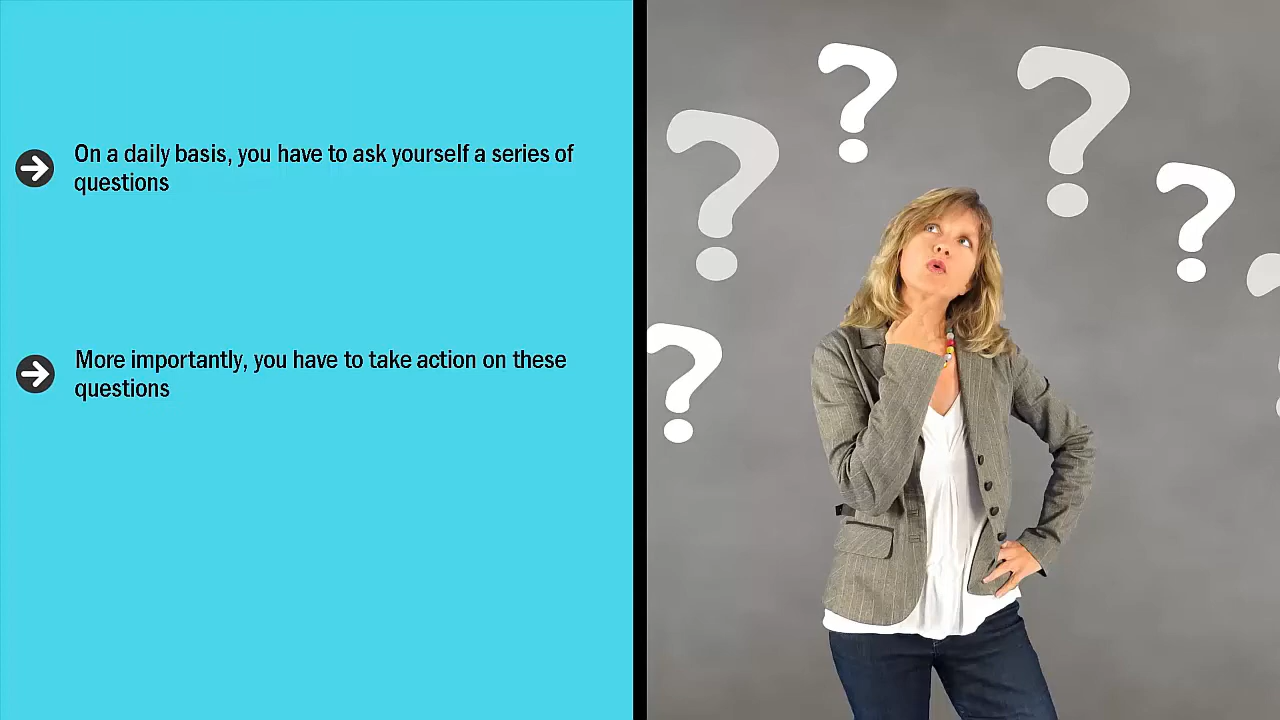 On a daily basis, you have to ask yourself a series of
questions
More importantly, you have to take action on these
questions
? ? ? ? ?